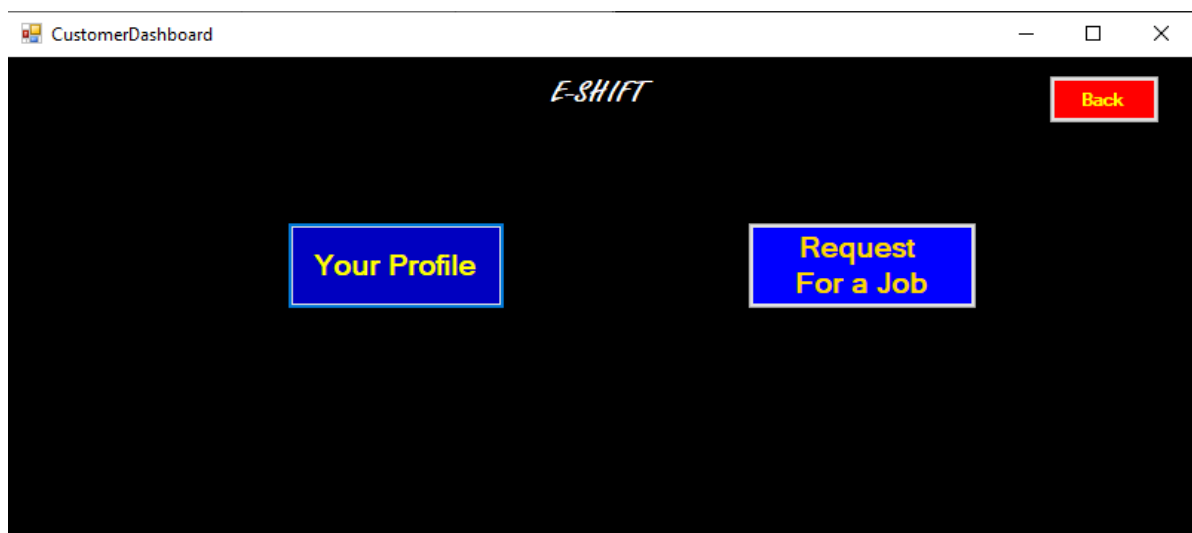 CustomerDashboard
E-SHIFT
Back
Your Profile
Request
For a Job